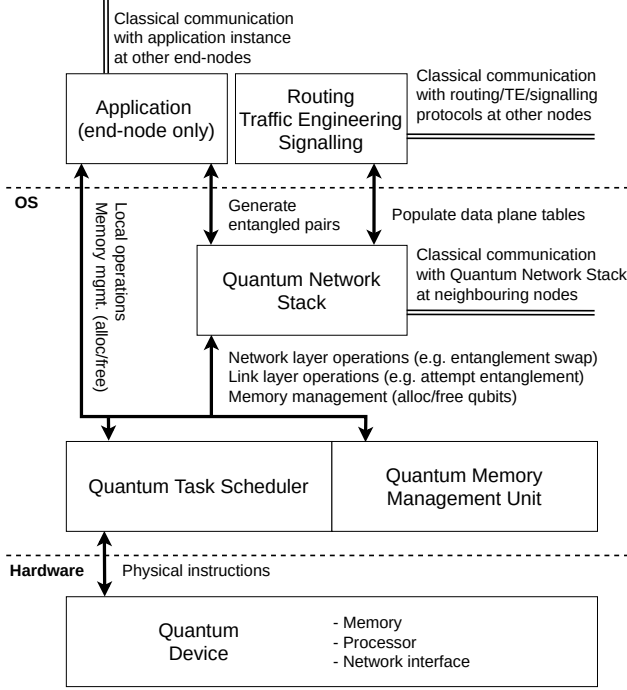 Classical communication
with application instance
at other end-nodes
Application
(end-node only)
Routing
Traffic Engineering
Signalling
Classical communication
with routing/TE/signalling
protocols at other nodes
OS
Local operations
Memory mgmt. (alloc/free)
Generate
entangled pairs
Populate data plane tables
Quantum Network
Stack
Classical communication
with Quantum Network Stack
at neighbouring nodes
Network layer operations (e.g. entanglement swap)
Link layer operations (e.g. attempt entanglement)
Memory management (alloc/free qubits)
Quantum Task Scheduler
Quantum Memory
Management Unit
Hardware
Physical instructions
Quantum
Device
- Memory
- Processor
- Network interface